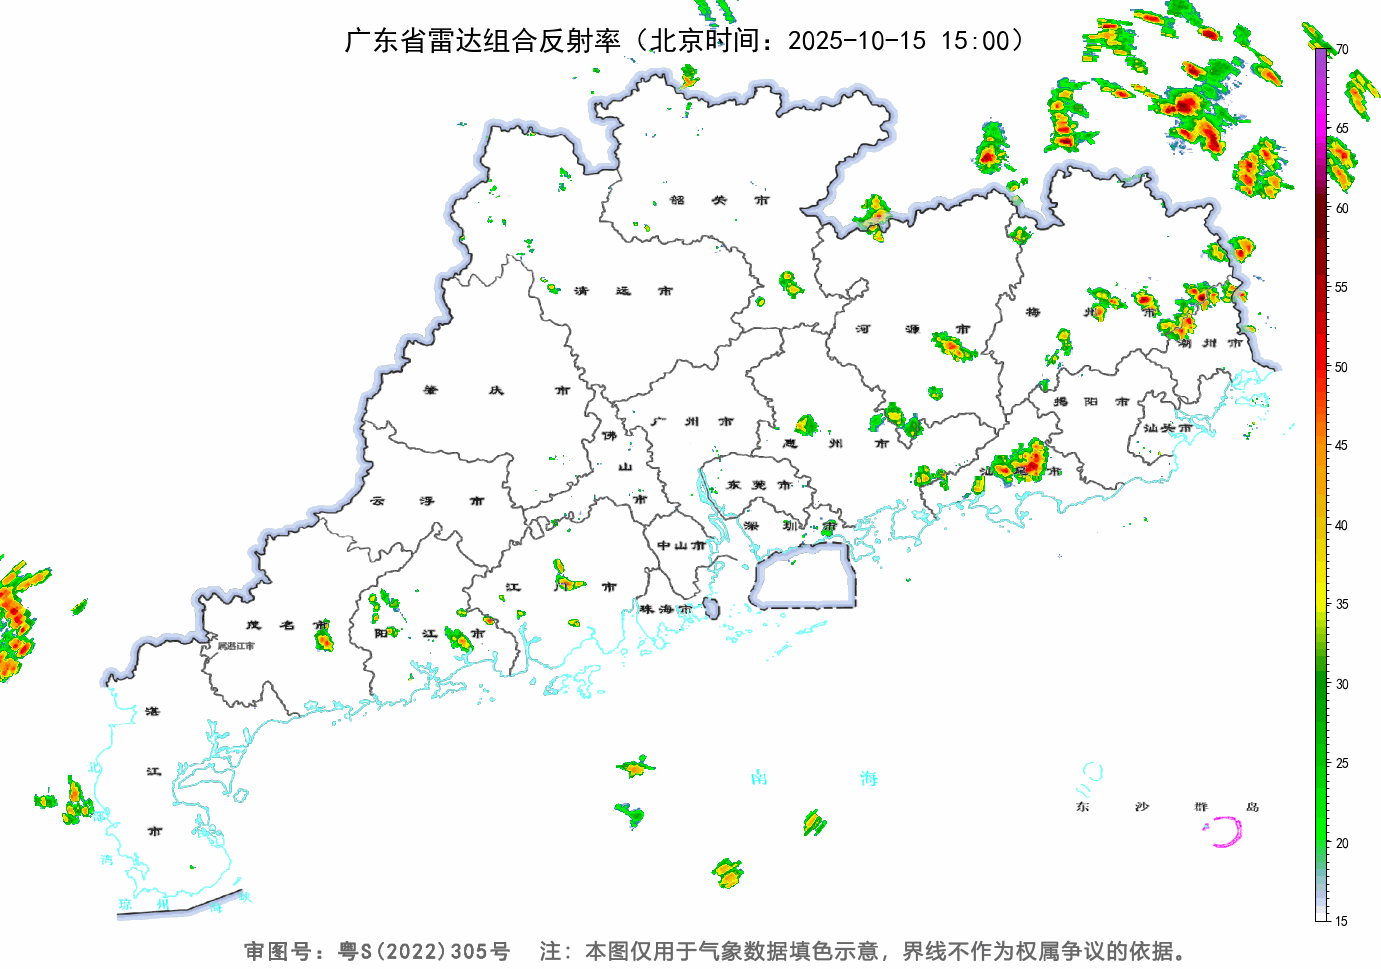 广东省雷达组合反射率（北京时间：2025-10-15 15:00）
70
65
60
55
50
45
40
35
30
25
20
15
韶关市
清远市
河源市
梅州市
潮州市
肇庆市
广州市
惠州市
揭阳市
汕头市
佛山市
汕尾市
东莞市
云浮市
深圳市
中山市
江门市
珠海市
茂名市
阳江市
属湛江市
湛江市
北部湾
南海
东沙群岛
琼州海峡
审图号：粤S(2022)305号 注：本图仅用于气象数据填色示意，界线不作为权属争议的依据。